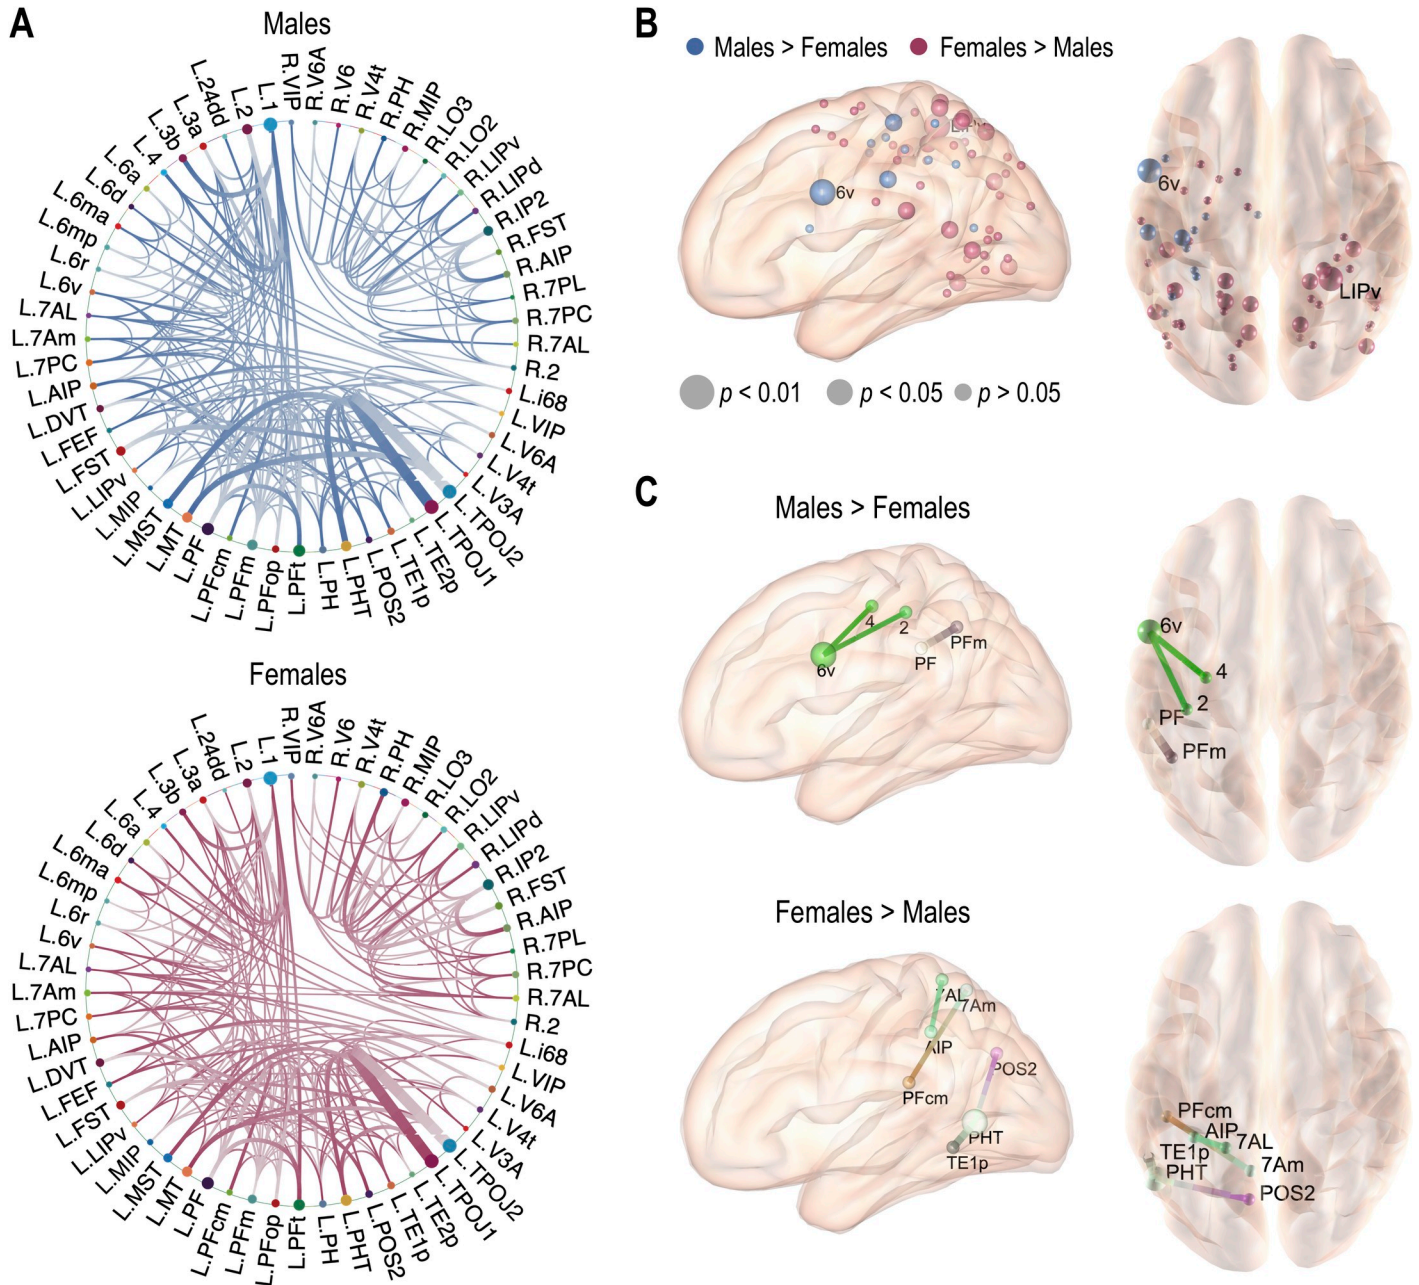 A
Males
L.1
R.VIP
R.V6A
R.V6
R.V4t
R.PH
R.MIP
R.LO3
R.LO2
R.LIPv
R.LIPd
R.IP2
R.FST
R.AIP
R.7PL
R.7PC
R.7AL
R.2
L.i68
L.VIP
L.V6A
L.V4t
L.V3A
L.TPOJ2
L.TPOJ1
L.TE2p
L.TE1p
L.POS2
L.PHT
L.PH
L.PFt
L.PFop
L.PFm
L.PFcm
L.PF
L.MT
L.MST
L.MIP
L.LIPv
L.FST
L.FEF
L.DVT
L.AIP
L.7PC
L.7Am
L.7AL
L.6v
L.6r
L.6mp
L.6ma
L.6d
L.6a
L.4
L.3b
L.3a
L.24dd
L.2
Females
L.1
R.VIP
R.V6A
R.V6
R.V4t
R.PH
R.MIP
R.LO3
R.LO2
R.LIPv
R.LIPd
R.IP2
R.FST
R.AIP
R.7PL
R.7PC
R.7AL
R.2
L.i68
L.VIP
L.V6A
L.V4t
L.V3A
L.TPOJ2
L.TPOJ1
L.TE2p
L.TE1p
L.POS2
L.PHT
L.PH
L.PFt
L.PFop
L.PFm
L.PFcm
L.PF
L.MT
L.MST
L.MIP
L.LIPv
L.FST
L.FEF
L.DVT
L.AIP
L.7PC
L.7Am
L.7AL
L.6v
L.6r
L.6mp
L.6ma
L.6d
L.6a
L.4
L.3b
L.3a
L.24dd
L.2
B
Males > Females
Females > Males
6v
6v
LIPv
p < 0.01
p < 0.05
p > 0.05
C
Males > Females
4
2
PFm
PF
6v
6v
4
2
PF
PFm
Females > Males
7AL
7Am
AIP
POS2
PFcm
PHT
TE1p
PFcm
AIP
7AL
TE1p
7Am
PHT
POS2